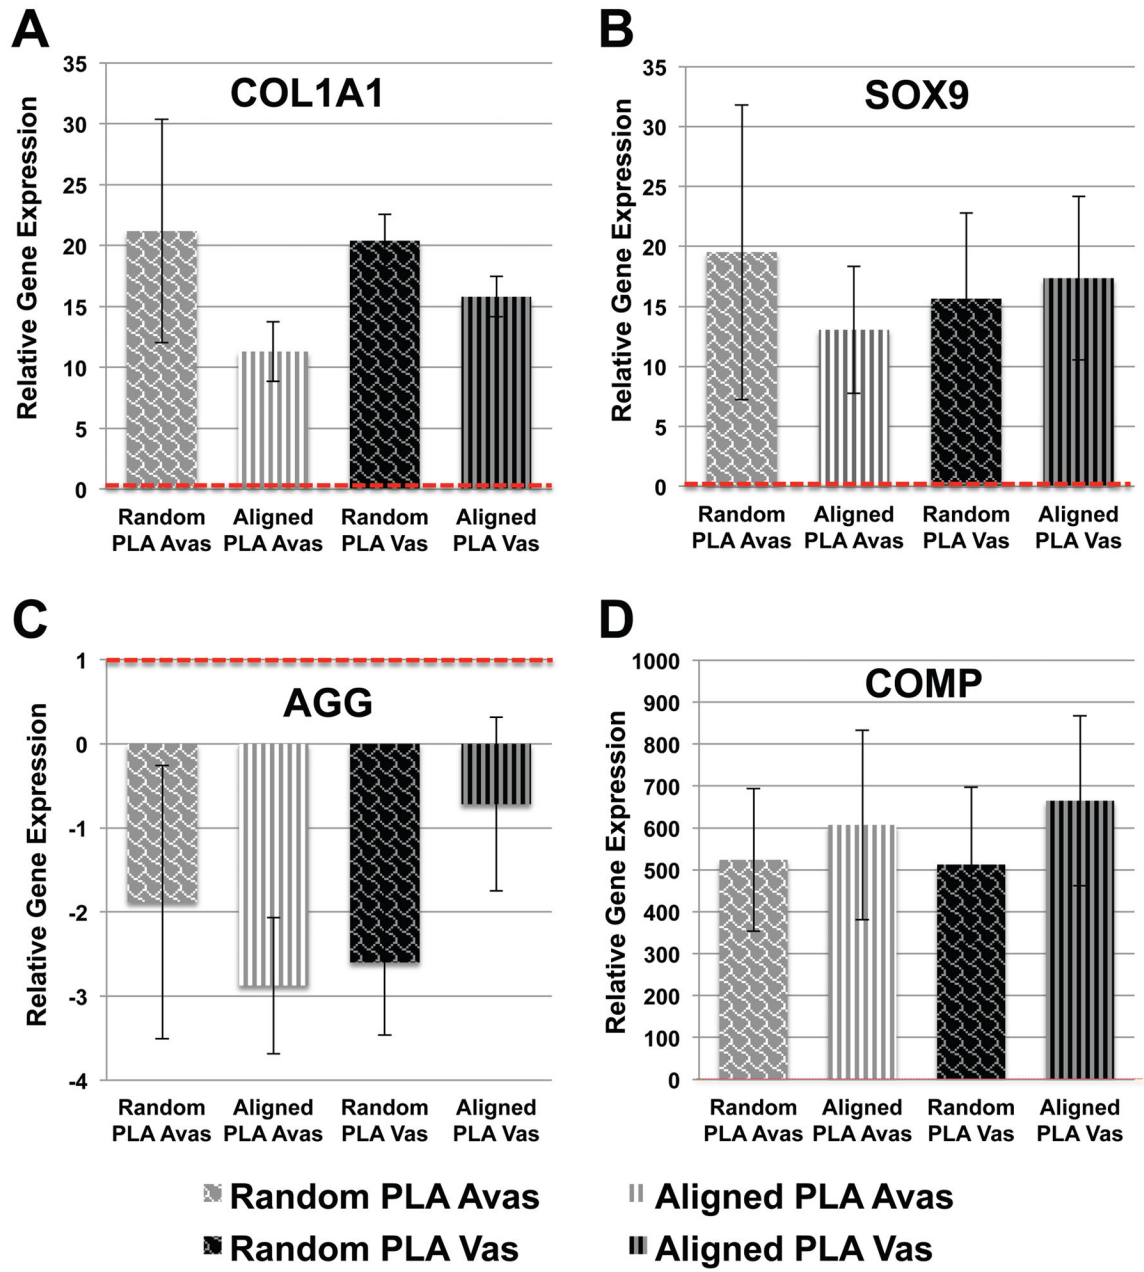 A
COL1A1
Relative Gene Expression
35
30
25
20
15
10
5
0
Random Aligned Random Aligned
PLA Avas PLA Avas PLA Vas PLA Vas
B
SOX9
Relative Gene Expression
35
30
25
20
15
10
5
0
Random Aligned Random Aligned
PLA Avas PLA Avas PLA Vas PLA Vas
C
AGG
Relative Gene Expression
1
0
-1
-2
-3
-4
Random Aligned Random Aligned
PLA Avas PLA Avas PLA Vas PLA Vas
D
COMP
Relative Gene Expression
1000
900
800
700
600
500
400
300
200
100
0
Random Aligned Random Aligned
PLA Avas PLA Avas PLA Vas PLA Vas
Random PLA Avas Aligned PLA Avas
Random PLA Vas Aligned PLA Vas